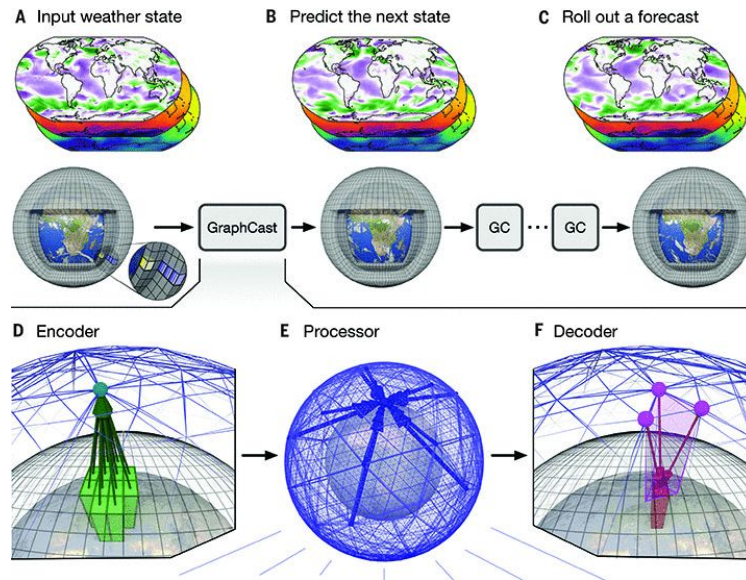 A Input weather state
B Predict the next state
C Roll out a forecast
GraphCast
GC ... GC
D Encoder
E Processor
F Decoder